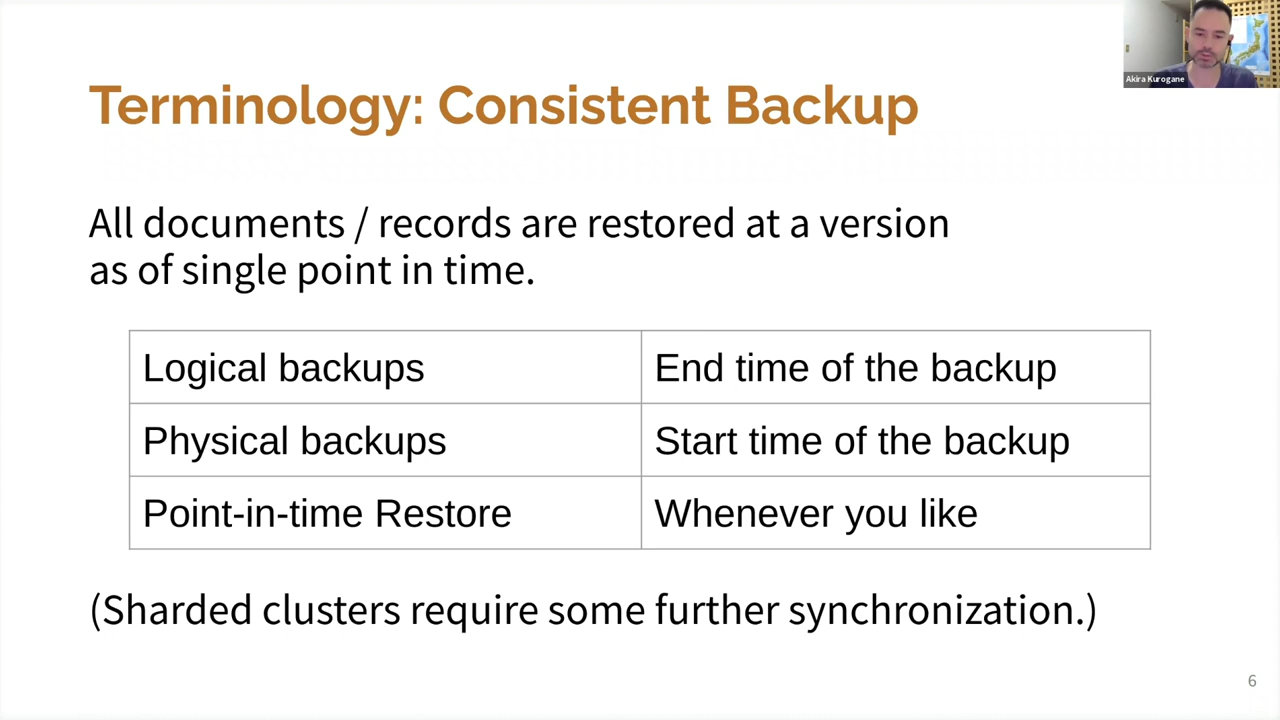 Akira Kurogane
Terminology: Consistent Backup
All documents / records are restored at a version
as of single point in time.
Logical backups
End time of the backup
Physical backups
Start time of the backup
Point-in-time Restore
Whenever you like
(Sharded clusters require some further synchronization.)
6